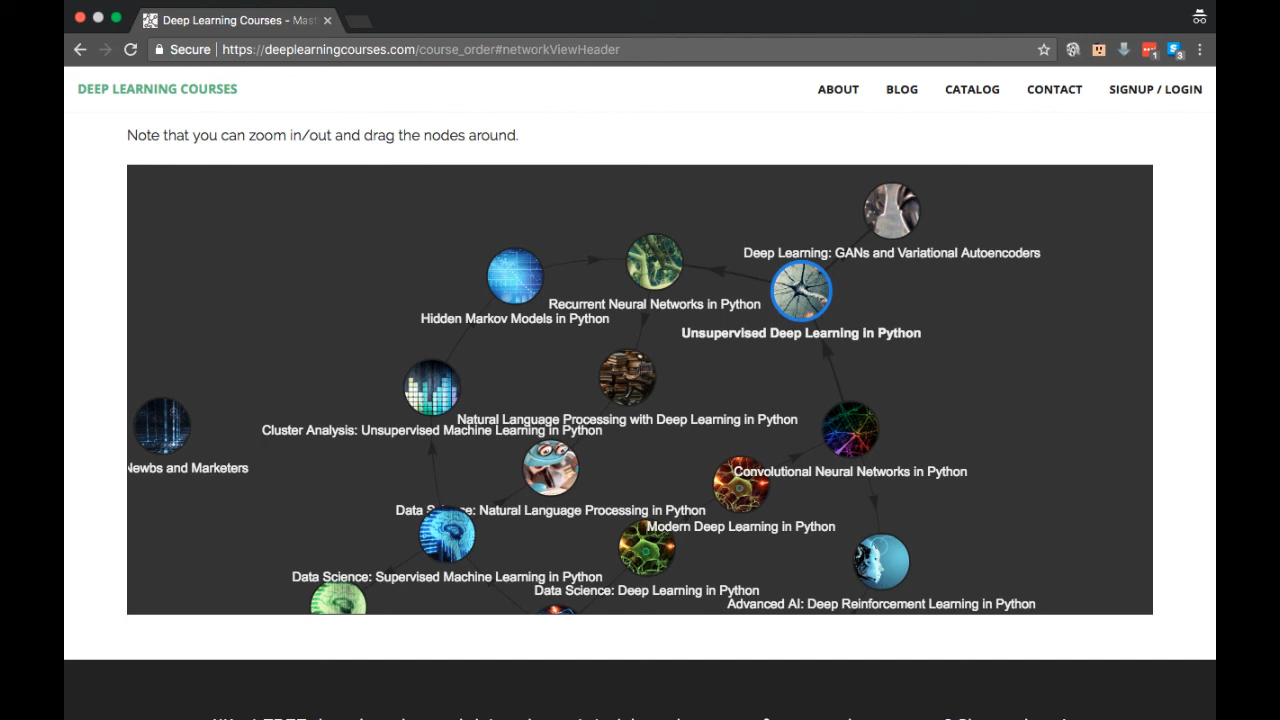 Deep Learning Courses - Mast
Secure
https://deeplearningcourses.com/course_order#networkViewHeader
1
3
DEEP LEARNING COURSES
ABOUT
BLOG
CATALOG
CONTACT
SIGNUP / LOGIN
Note that you can zoom in/out and drag the nodes around.
Deep Learning: GANs and Variational Autoencoders
Recurrent Neural Networks in Python
Hidden Markov Models in Python
Unsupervised Deep Learning in Python
Natural Language Processing with Deep Learning in Python
Cluster Analysis: Unsupervised Machine Learning in Python
Newbs and Marketers
Convolutional Neural Networks in Python
Data Science: Natural Language Processing in Python
Modern Deep Learning in Python
Data Science: Supervised Machine Learning in Python
Data Science: Deep Learning in Python
Advanced AI: Deep Reinforcement Learning in Python